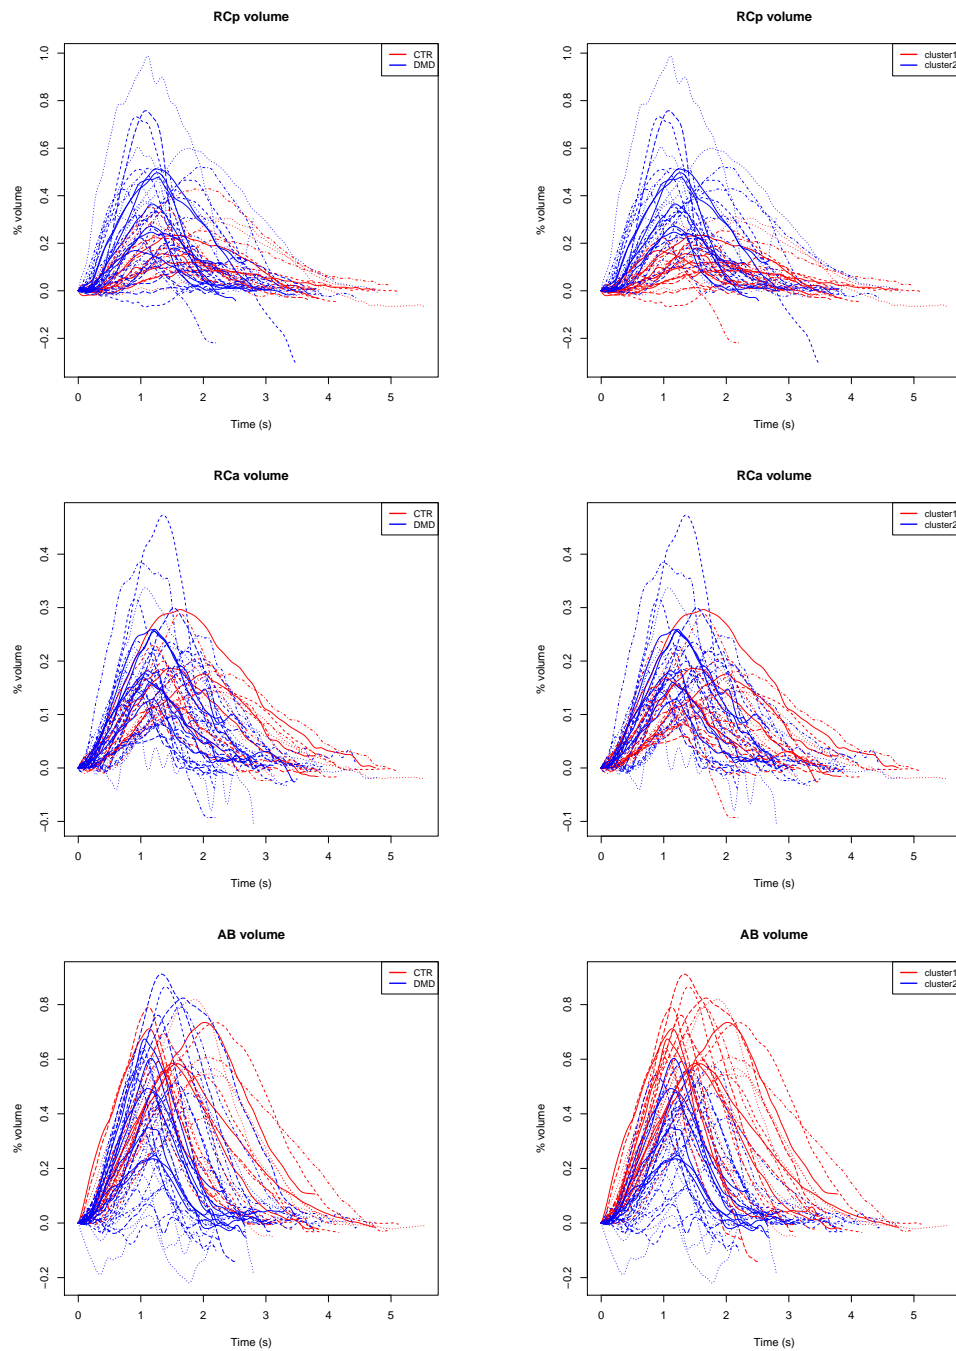 RCp volume
CTR
DMD
% volume
1.0
0.8
0.6
0.4
0.2
0.0
−0.2
0 1 2 3 4 5
Time (s)
RCp volume
cluster1
cluster2
% volume
1.0
0.8
0.6
0.4
0.2
0.0
−0.2
0 1 2 3 4 5
Time (s)
RCa volume
CTR
DMD
% volume
0.4
0.3
0.2
0.1
0.0
−0.1
0 1 2 3 4 5
Time (s)
RCa volume
cluster1
cluster2
% volume
0.4
0.3
0.2
0.1
0.0
−0.1
0 1 2 3 4 5
Time (s)
AB volume
CTR
DMD
% volume
0.8
0.6
0.4
0.2
0.0
−0.2
0 1 2 3 4 5
Time (s)
AB volume
cluster1
cluster2
% volume
0.8
0.6
0.4
0.2
0.0
−0.2
0 1 2 3 4 5
Time (s)